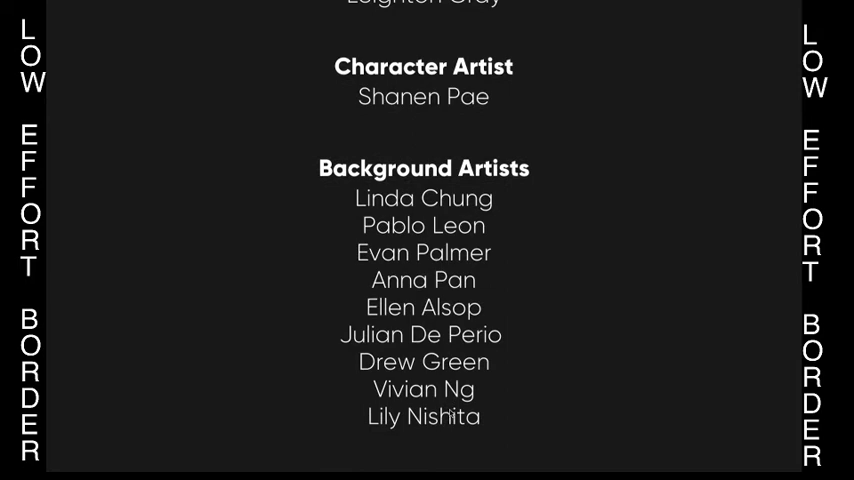 Leighton Gray
Character Artist
Shanen Pae
Background Artists
Linda Chung
Pablo Leon
Evan Palmer
Anna Pan
Ellen Alsop
Julian De Perio
Drew Green
Vivian Ng
Lily Nishita
LOW EFFORT BORDER
LOW EFFORT BORDER